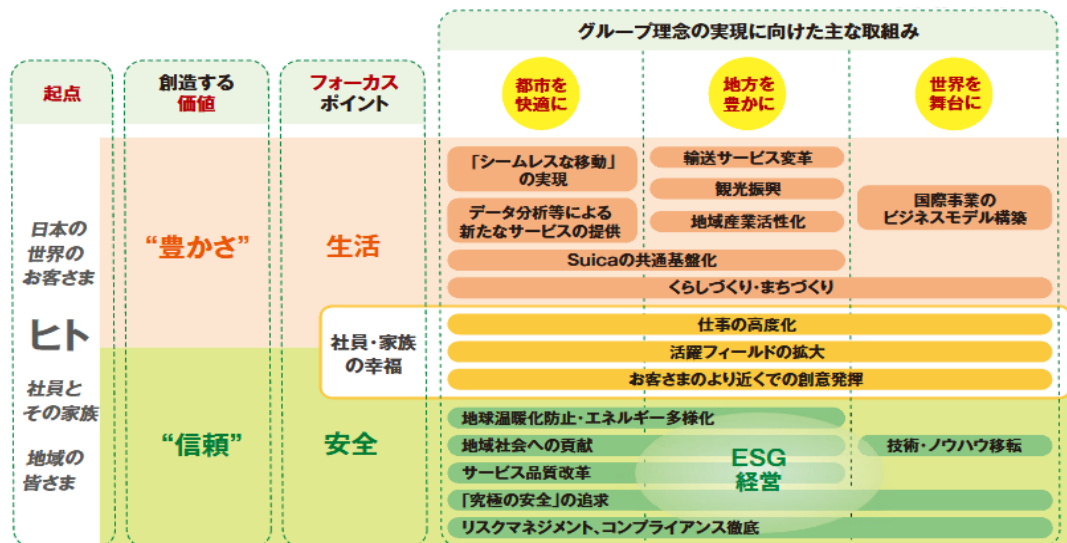 グループ理念の実現に向けた主な取組み
起点
創造する
価値
フォーカス
ポイント
都市を
快適に
地方を
豊かに
世界を
舞台に
日本の
世界の
お客さま
ヒト
社員と
その家族
地域の
皆さま
“豊かさ”
“信頼”
生活
社員・家族
の幸福
安全
「シームレスな移動」
の実現
データ分析等による
新たなサービスの提供
輸送サービス変革
観光振興
地域産業活性化
国際事業の
ビジネスモデル構築
Suicaの共通基盤化
くらしづくり・まちづくり
仕事の高度化
活躍フィールドの拡大
お客さまのより近くでの創意発揮
地球温暖化防止・エネルギー多様化
地域社会への貢献
サービス品質改革
ESG
経営
技術・ノウハウ移転
「究極の安全」の追求
リスクマネジメント、コンプライアンス徹底